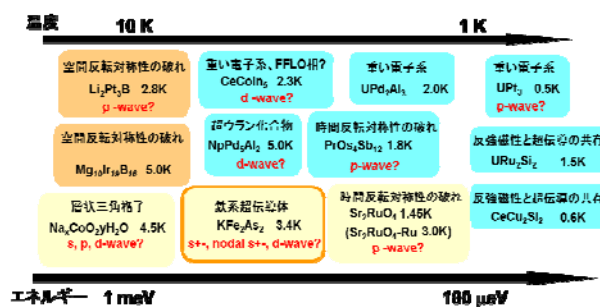 温度 10 K 1 K
空間反転対称性の破れ
Li₂Pt₃B 2.8K
p -wave?
重い電子系、FFLO相?
CeCoIn₅ 2.3K
d -wave?
重い電子系
UPd₂Al₃ 2.0K
重い電子系
UPt₃ 0.5K
p-wave?
空間反転対称性の破れ
Mg₁₀Ir₁₉B₁₆ 5.0K
超ウラン化合物
NpPd₅Al₂ 5.0K
d-wave?
時間反転対称性の破れ
PrOs₄Sb₁₂ 1.8K
p-wave?
反強磁性と超伝導の共存
URu₂Si₂ 1.5K
層状三角格子
NaₓCoO₂yH₂O 4.5K
s, p, d-wave?
鉄系超伝導体
KFe₂As₂ 3.4K
s+-, nodal s+-, d-wave?
時間反転対称性の破れ
Sr₂RuO₄ 1.45K
(Sr₂RuO₄-Ru 3.0K)
p -wave?
反強磁性と超伝導の共存
CeCu₂Si₂ 0.6K
エネルギー 1 meV 100 μeV